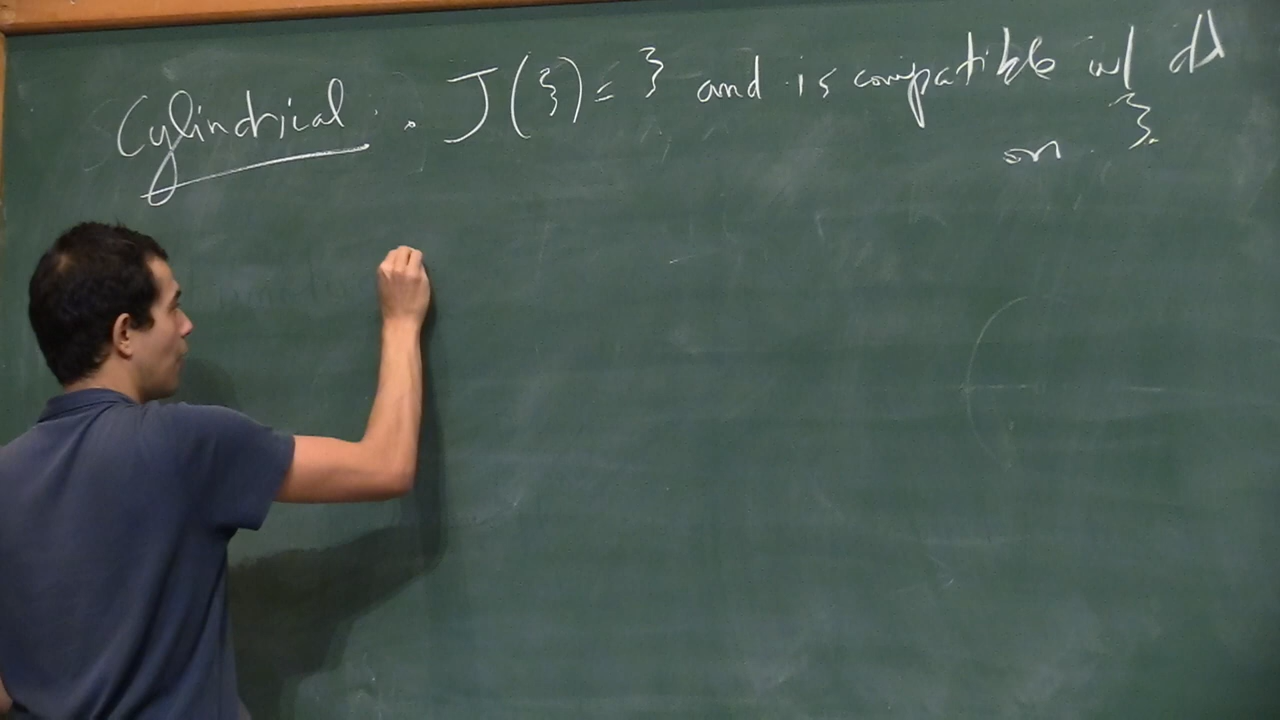 Cylindrical : . J(ξ) = ξ and is compatible w/ dλ
on ξ.